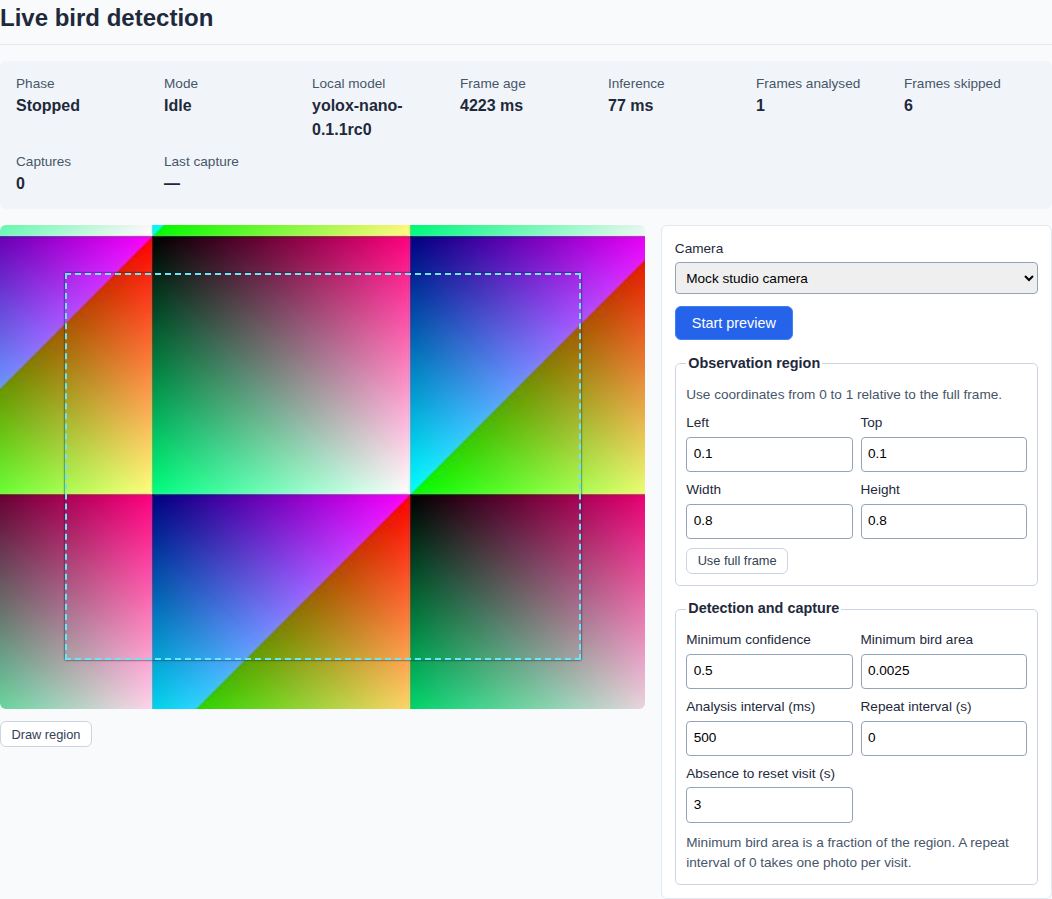 Live bird detection
Phase
Stopped
Mode
Idle
Local model
yolox-nano-
0.1.1rc0
Frame age
4223 ms
Inference
77 ms
Frames analysed
1
Frames skipped
6
Captures
0
Last capture
—
Draw region
Camera
Mock studio camera
Start preview
Observation region
Use coordinates from 0 to 1 relative to the full frame.
Left
0.1
Top
0.1
Width
0.8
Height
0.8
Use full frame
Detection and capture
Minimum confidence
0.5
Minimum bird area
0.0025
Analysis interval (ms)
500
Repeat interval (s)
0
Absence to reset visit (s)
3
Minimum bird area is a fraction of the region. A repeat
interval of 0 takes one photo per visit.